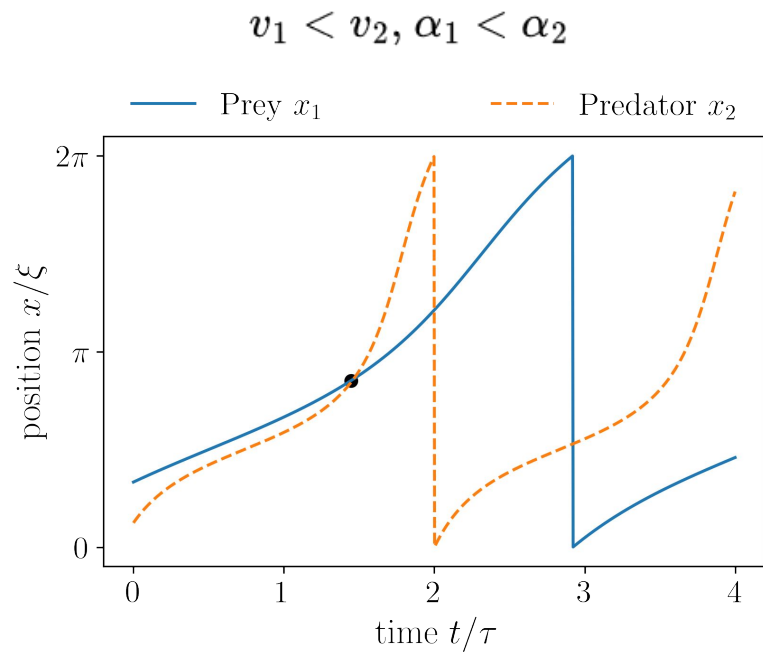 v₁ < v₂, α₁ < α₂
Prey x₁
Predator x₂
2π
π
0
position x/ξ
0
1
2
3
4
time t/τ